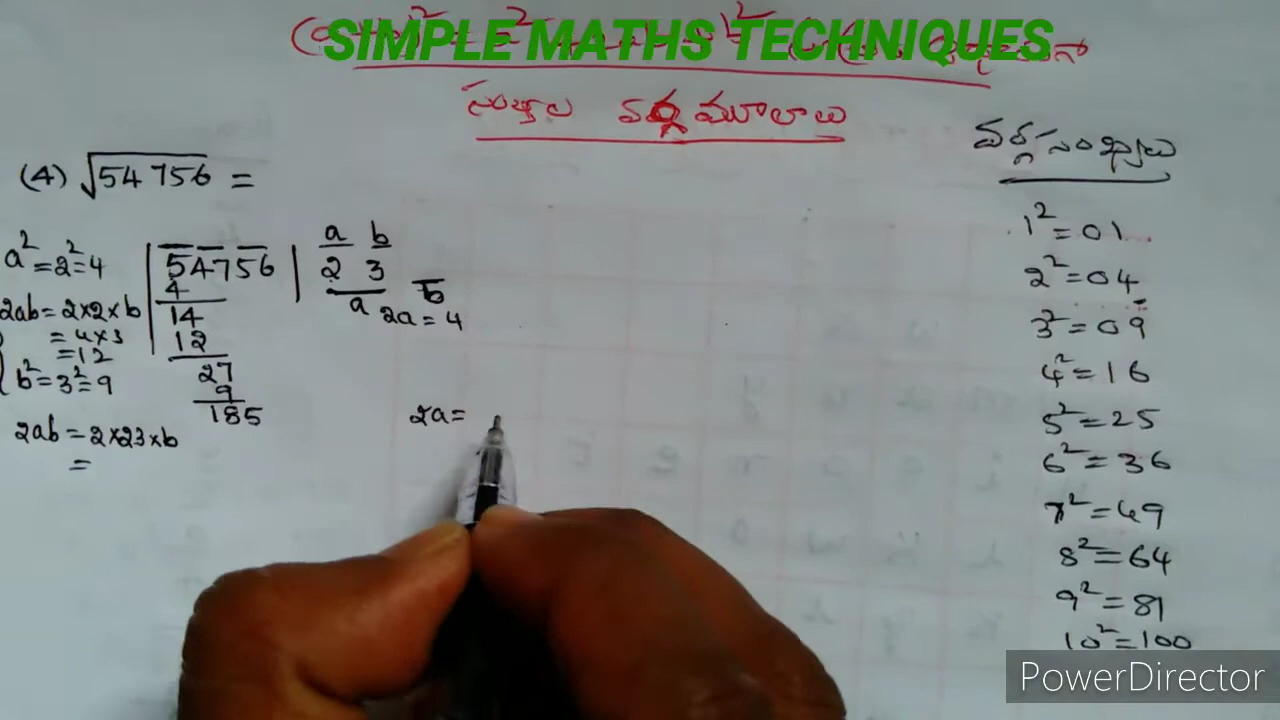 SIMPLE MATHS TECHNIQUES
వర్గమూలాలు
వర్గసంఖ్యలు
(4) √54756 =
a² = 2² = 4
54756
a b
2 3
a b
2ab = 2×2×b
= 4×3
= 12
4
14
12
27
9
185
2a = 4
b² = 3² = 9
2ab = 2×23×b
=
2a =
1² = 01
2² = 04
3² = 09
4² = 16
5² = 25
6² = 36
7² = 49
8² = 64
9² = 81
10² = 100
PowerDirector